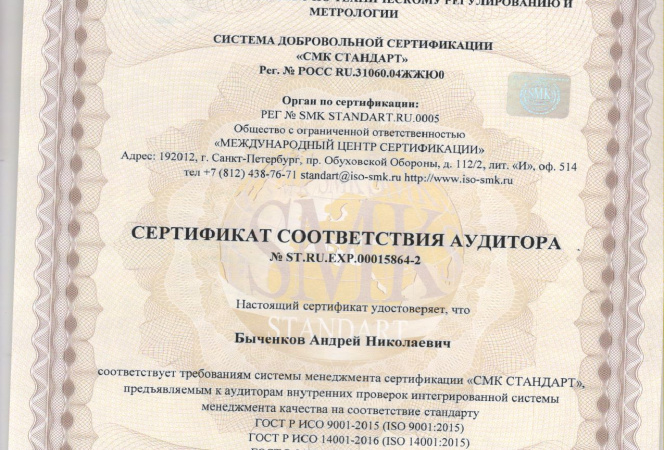 ТЕХНИЧЕСКОМУ РЕГУЛИРОВАНИЮ И
МЕТРОЛОГИИ
СИСТЕМА ДОБРОВОЛЬНОЙ СЕРТИФИКАЦИИ
«СМК СТАНДАРТ»
Рег. № РОСС RU.31060.04ЖЖЮ0
SMK
Орган по сертификации:
РЕГ № SMK STANDART.RU.0005
Общество с ограниченной ответственностью
«МЕЖДУНАРОДНЫЙ ЦЕНТР СЕРТИФИКАЦИИ»
Адрес: 192012, г. Санкт-Петербург, пр. Обуховской Обороны, д. 112/2, лит. «И», оф. 514
тел +7 (812) 438-76-71 standart@iso-smk.ru http://www.iso-smk.ru
SMK
СЕРТИФИКАТ СООТВЕТСТВИЯ АУДИТОРА
№ ST.RU.EXP.00015864-2
Настоящий сертификат удостоверяет, что
STANDART
Быченков Андрей Николаевич
соответствует требованиям системы менеджмента сертификации «СМК СТАНДАРТ»,
предъявляемым к аудиторам внутренних проверок интегрированной системы
менеджмента качества на соответствие стандарту
ГОСТ Р ИСО 9001-2015 (ISO 9001:2015)
ГОСТ Р ИСО 14001-2016 (ISO 14001:2015)